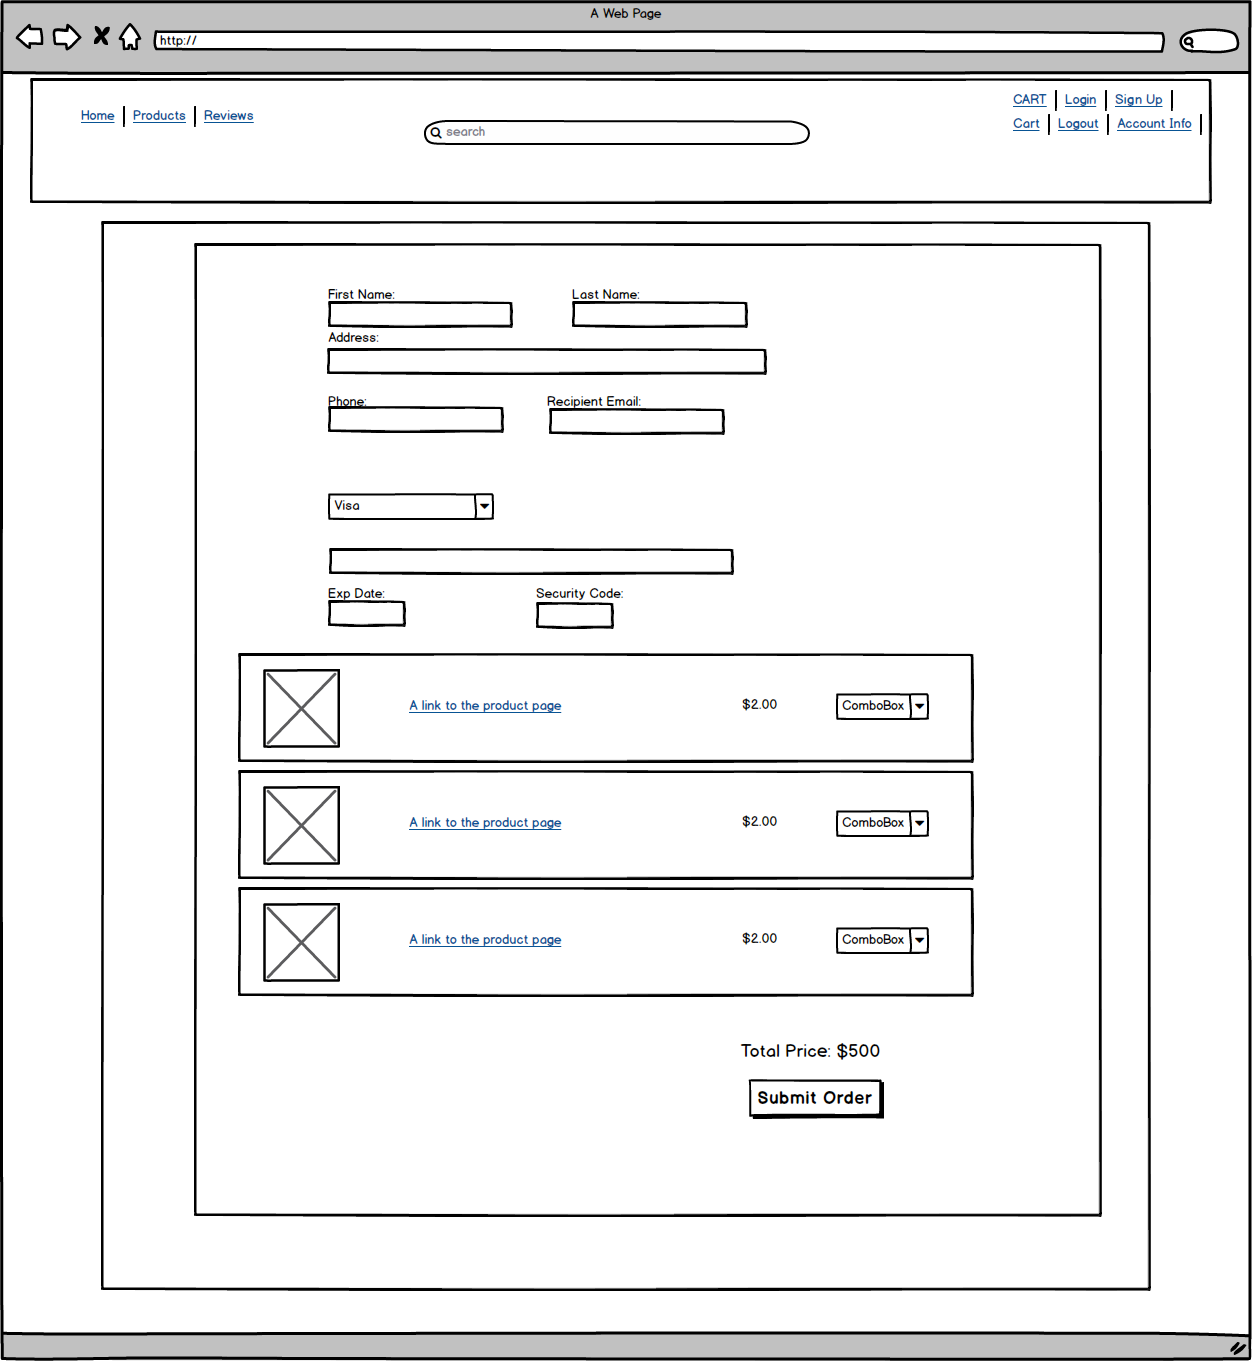 A Web Page
http://
Home Products Reviews
search
CART Login Sign Up
Cart Logout Account Info
First Name: Last Name:
Address:
Phone: Recipient Email:
Visa
Exp Date: Security Code:
A link to the product page $2.00 ComboBox
A link to the product page $2.00 ComboBox
A link to the product page $2.00 ComboBox
Total Price: $500
Submit Order